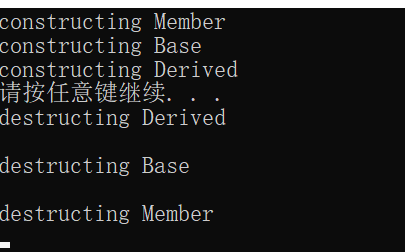 constructing Member
constructing Base
constructing Derived
请按任意键继续. . .
destructing Derived
destructing Base
destructing Member